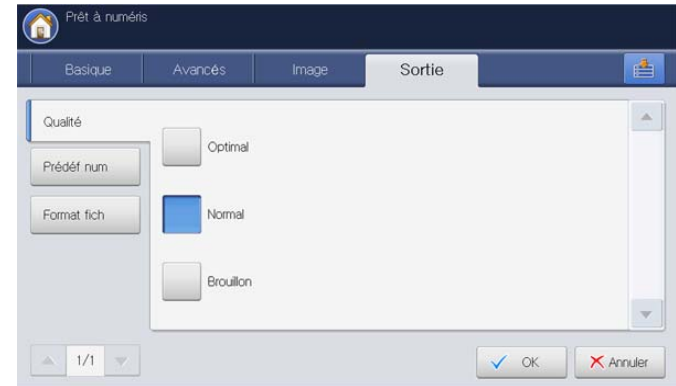 Prêt à numéris
Basique
Avancés
Image
Sortie
Qualité
Optimal
Prédéf num
Format fich
Normal
Brouillon
1/1
OK
Annuler